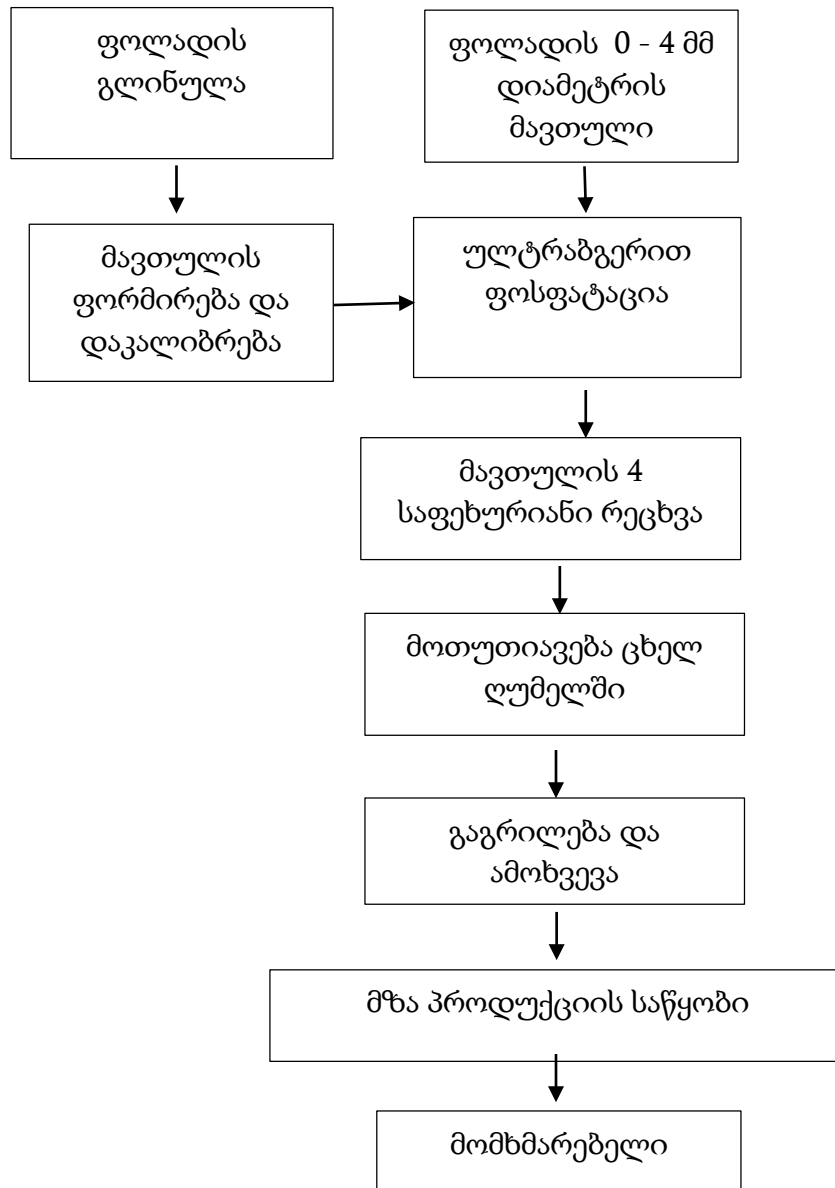 ფოლადის
გლინულა
ფოლადის 0 - 4 მმ
დიამეტრის
მავთული
მავთულის
ფორმირება და
დაკალიბრება
ულტრაბგერით
ფოსფატაცია
მავთულის 4
საფეხურიანი რეცხვა
მოთუთიავება ცხელ
ღუმელში
გაგრილება და
ამოხვევა
მზა პროდუქციის საწყობი
მომხმარებელი